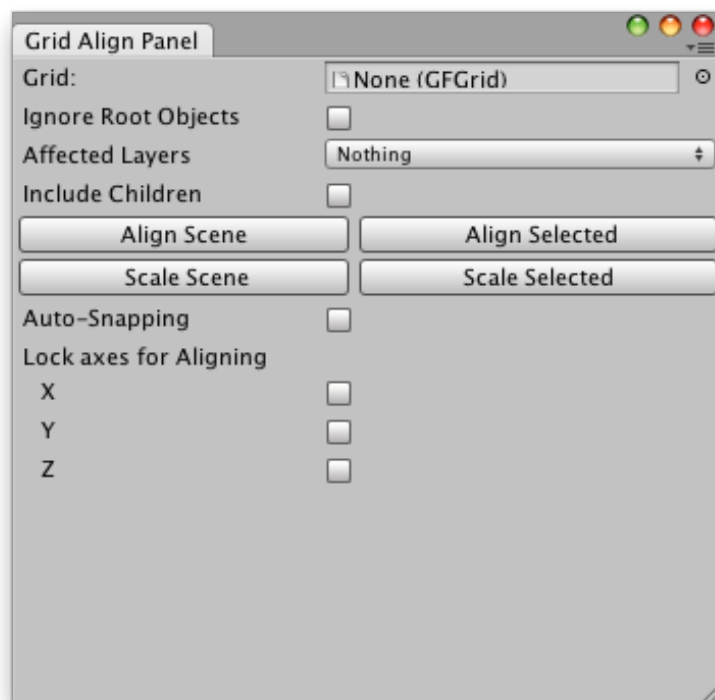 Grid Align Panel
Grid: None (GFGrid)
Ignore Root Objects
Affected Layers Nothing
Include Children
Align Scene Align Selected
Scale Scene Scale Selected
Auto-Snapping
Lock axes for Aligning
X
Y
Z